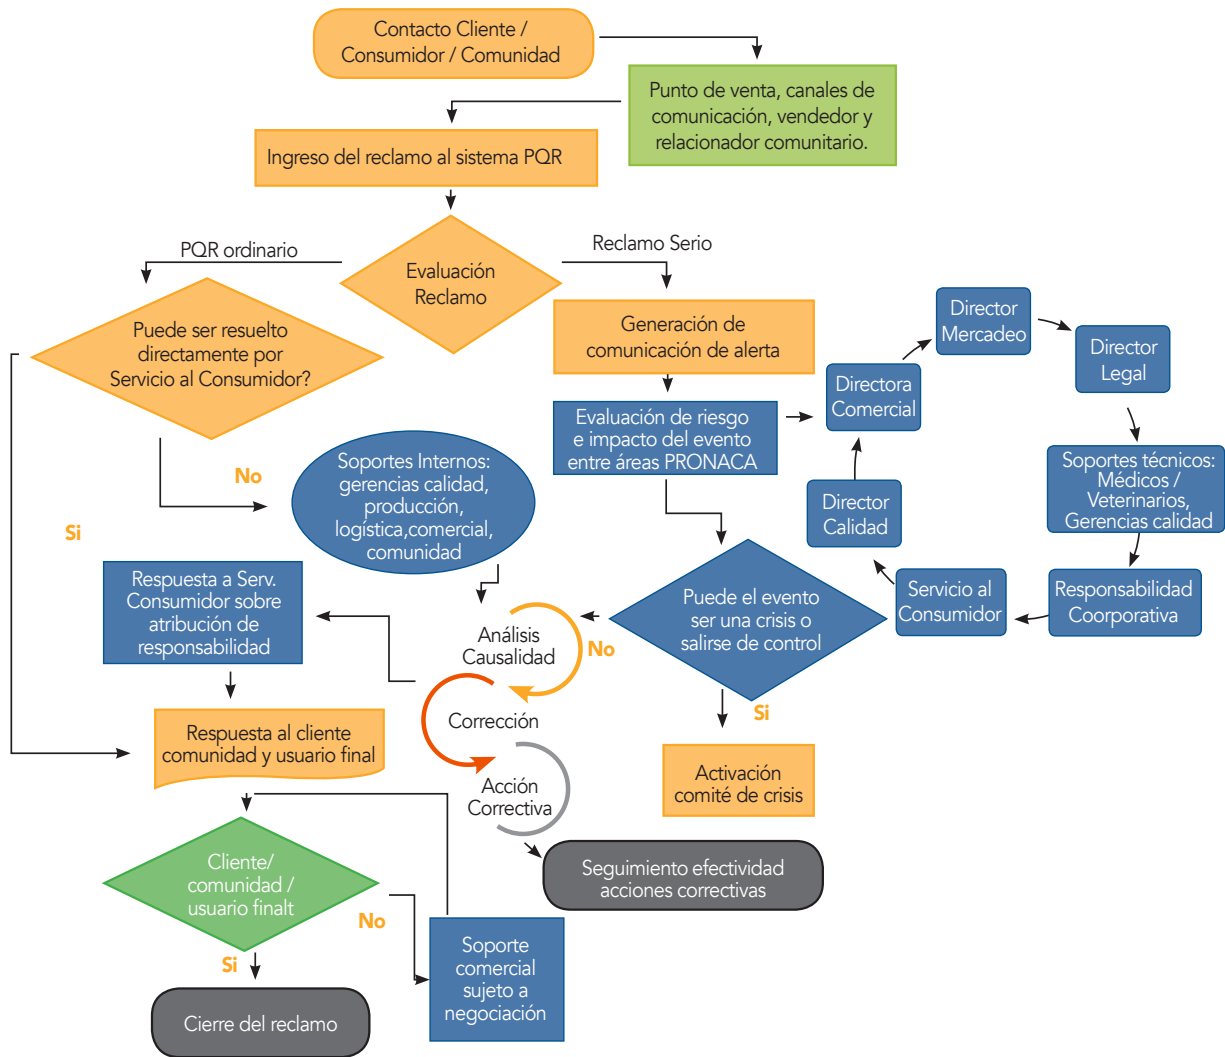 Contacto Cliente /
Consumidor / Comunidad
Punto de venta, canales de
comunicación, vendedor y
relacionador comunitario.
Ingreso del reclamo al sistema PQR
PQR ordinario
Reclamo Serio
Evaluación
Reclamo
Puede ser resuelto
directamente por
Servicio al Consumidor?
Generación de
comunicación de alerta
Director
Mercadeo
Director
Legal
Directora
Comercial
Evaluación de riesgo
e impacto del evento
entre áreas PRONACA
Soportes técnicos:
Médicos /
Veterinarios,
Gerencias calidad
Director
Calidad
No
Soportes Internos:
gerencias calidad,
producción,
logística,comercial,
comunidad
Si
Respuesta a Serv.
Consumidor sobre
atribución de
responsabilidad
Puede el evento
ser una crisis o
salirse de control
Servicio al
Consumidor
Responsabilidad
Coorporativa
Análisis
Causalidad
No
Si
Corrección
Respuesta al cliente
comunidad y usuario final
Acción
Correctiva
Activación
comité de crisis
Seguimiento efectividad
acciones correctivas
Cliente/
comunidad /
usuario finalt
No
Si
Soporte
comercial
sujeto a
negociación
Cierre del reclamo